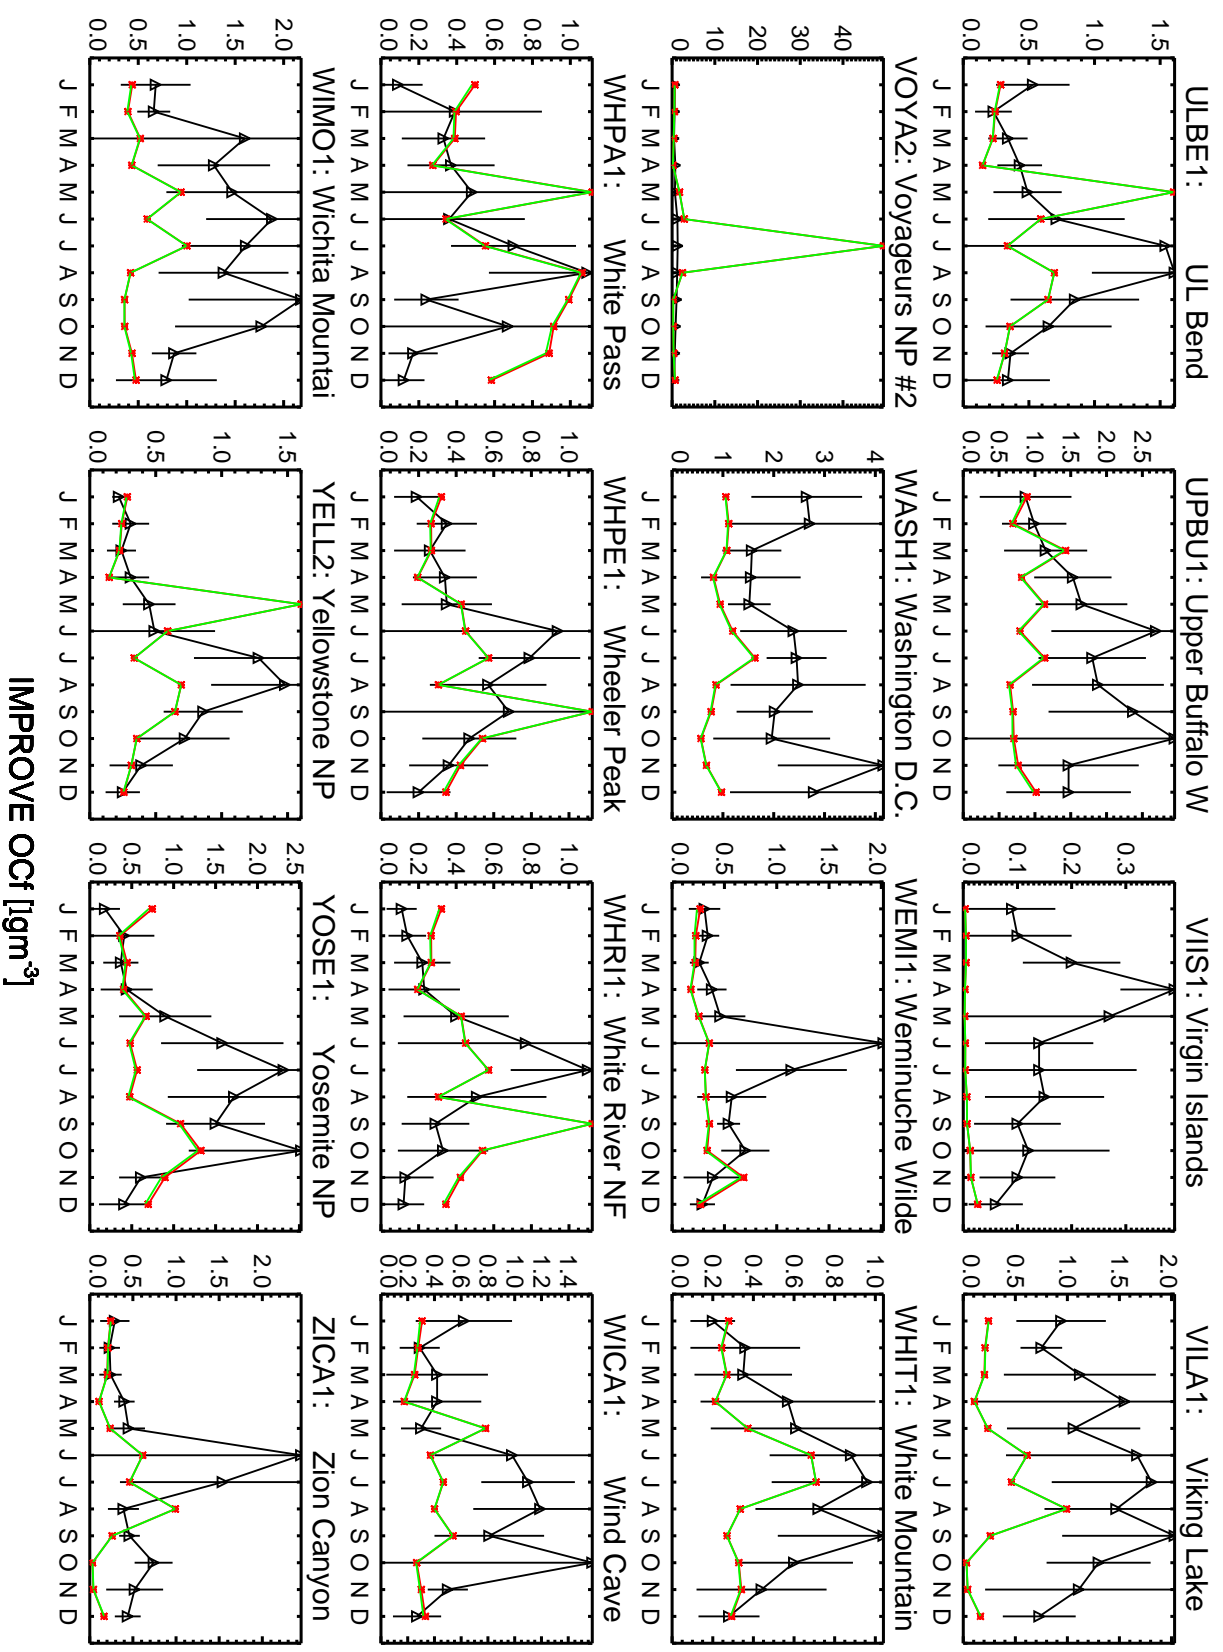 ULBE1: UL Bend
1.5
1.0
0.5
0.0
J F M A M J J A S O N D
UPBU1: Upper Buffalo W
2.5
2.0
1.5
1.0
0.5
0.0
J F M A M J J A S O N D
VIIS1: Virgin Islands
0.3
0.2
0.1
0.0
J F M A M J J A S O N D
VILA1: Viking Lake
2.0
1.5
1.0
0.5
0.0
J F M A M J J A S O N D
VOYA2: Voyageurs NP #2
40
30
20
10
0
J F M A M J J A S O N D
WASH1: Washington D.C.
4
3
2
1
0
J F M A M J J A S O N D
WEMI1: Weminuche Wilde
2.0
1.5
1.0
0.5
0.0
J F M A M J J A S O N D
WHIT1: White Mountain
1.0
0.8
0.6
0.4
0.2
0.0
J F M A M J J A S O N D
WHPA1: White Pass
1.0
0.8
0.6
0.4
0.2
0.0
J F M A M J J A S O N D
WHPE1: Wheeler Peak
1.0
0.8
0.6
0.4
0.2
0.0
J F M A M J J A S O N D
WHRI1: White River NF
1.0
0.8
0.6
0.4
0.2
0.0
J F M A M J J A S O N D
WICA1: Wind Cave
1.4
1.2
1.0
0.8
0.6
0.4
0.2
0.0
J F M A M J J A S O N D
WIMO1: Wichita Mountai
2.0
1.5
1.0
0.5
0.0
J F M A M J J A S O N D
YELL2: Yellowstone NP
1.5
1.0
0.5
0.0
J F M A M J J A S O N D
YOSE1: Yosemite NP
2.5
2.0
1.5
1.0
0.5
0.0
J F M A M J J A S O N D
ZICA1: Zion Canyon
2.0
1.5
1.0
0.5
0.0
J F M A M J J A S O N D
IMPROVE OCf [1gm-3]